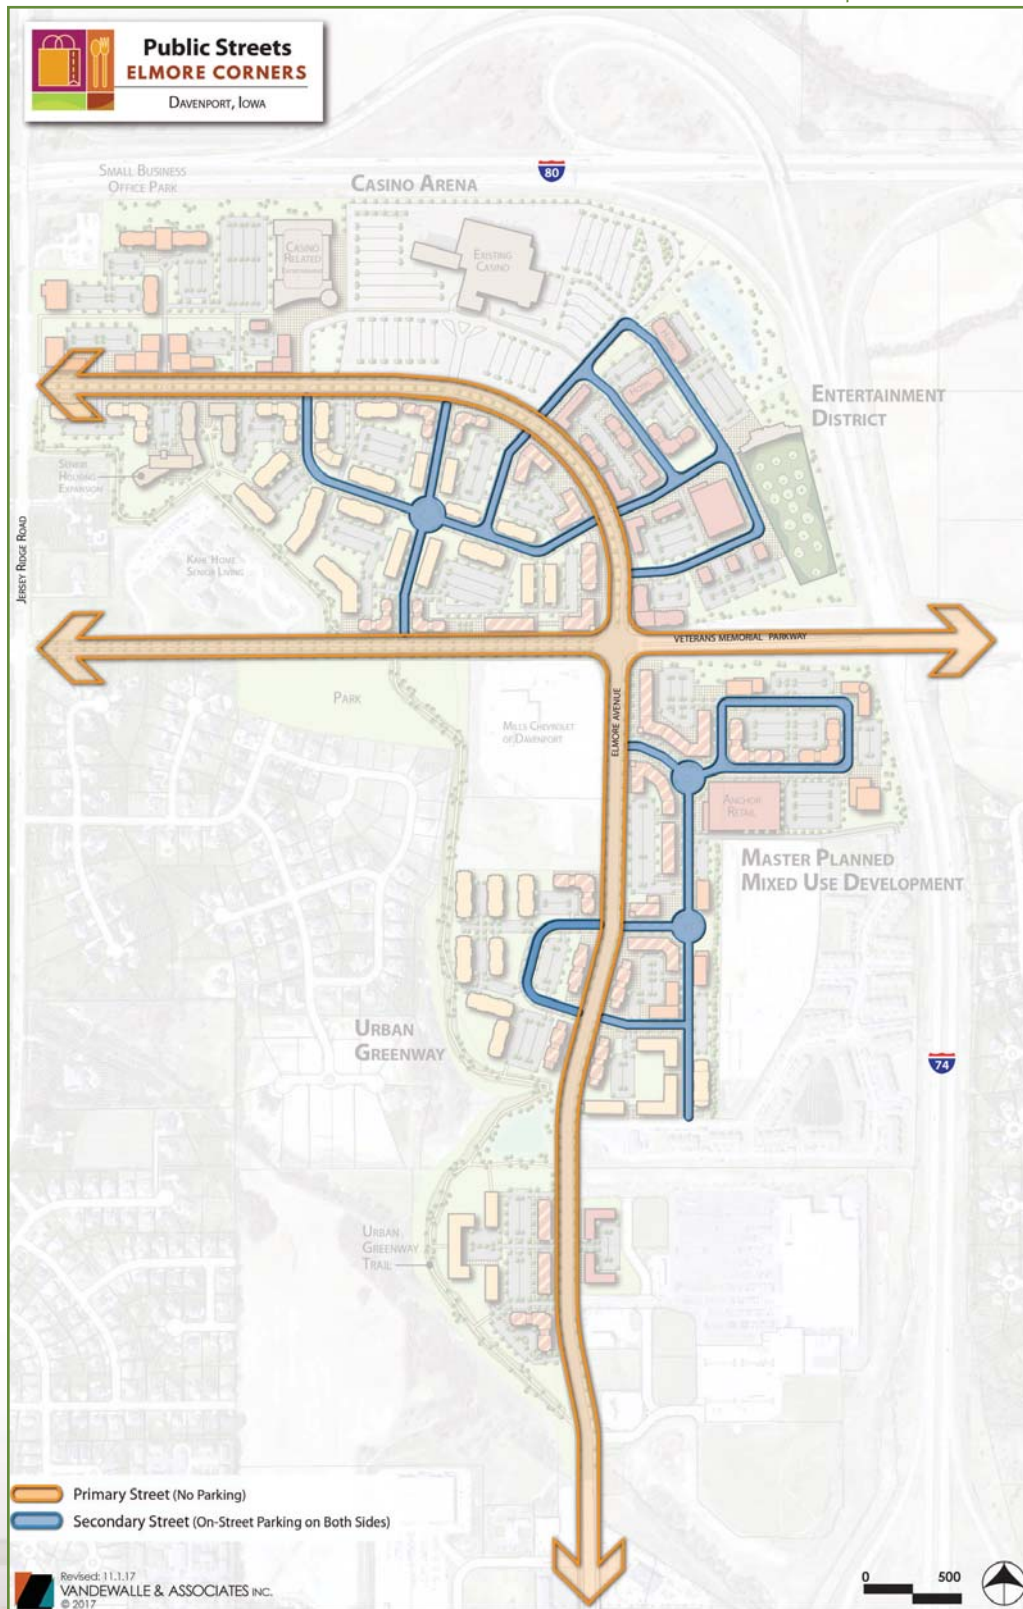 Public Streets
ELMORE CORNERS
DAVENPORT, IOWA
SMALL BUSINESS
OFFICE PARK
CASINO ARENA
80
CASINO
RELATED
ENTERTAINMENT
EXISTING
CASINO
HOTEL
HOTEL
ENTERTAINMENT
DISTRICT
SENIOR
HOUSING
EXPANSION
KAHL HOME
SENIOR LIVING
JERSEY RIDGE ROAD
VETERANS MEMORIAL PARKWAY
PARK
MILLS CHEVROLET
OF DAVENPORT
ELMORE AVENUE
ANCHOR
RETAIL
MASTER PLANNED
MIXED USE DEVELOPMENT
URBAN
GREENWAY
74
URBAN
GREENWAY
TRAIL
Primary Street (No Parking)
Secondary Street (On-Street Parking on Both Sides)
Revised: 11.1.17
VANDEWALLE & ASSOCIATES INC.
© 2017
0 500